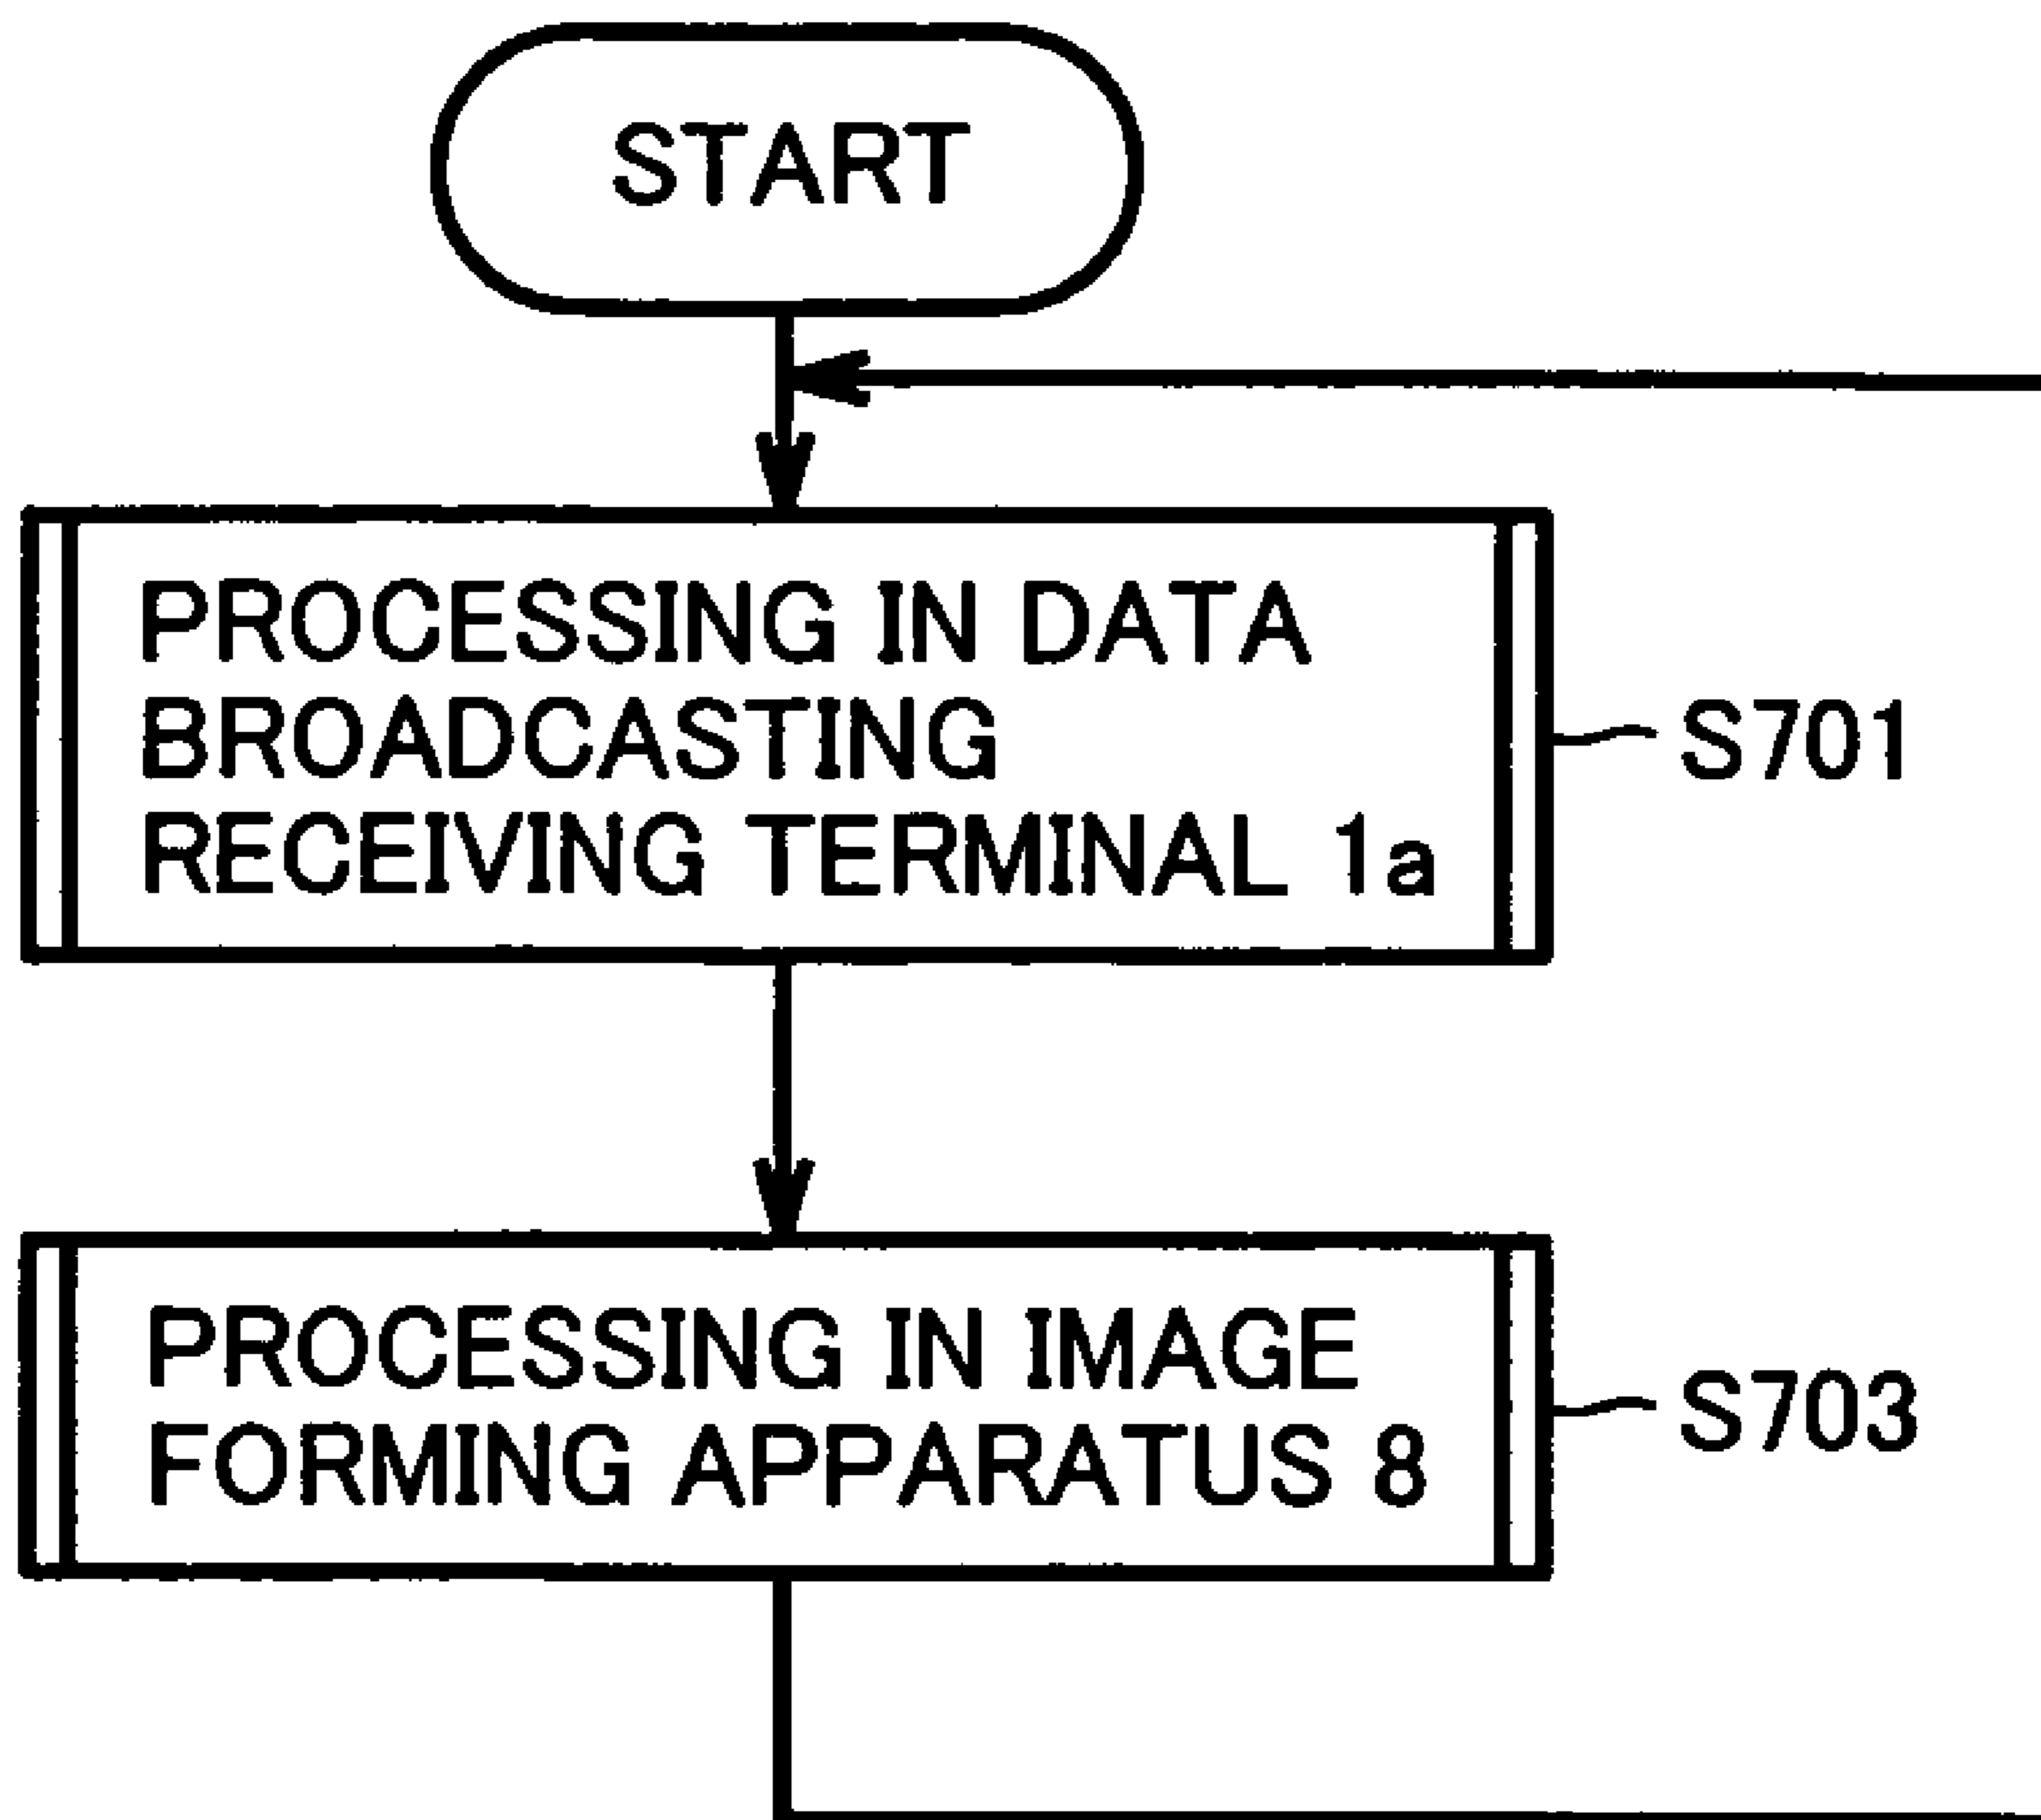 START
PROCESSING IN DATA
BROADCASTING
RECEIVING TERMINAL 1a
S701
PROCESSING IN IMAGE
FORMING APPARATUS 8
S703